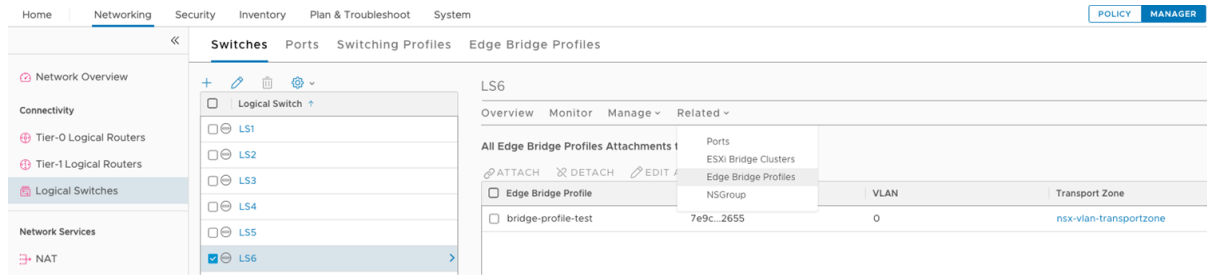 Home Networking Security Inventory Plan & Troubleshoot System POLICY MANAGER
«
Switches Ports Switching Profiles Edge Bridge Profiles
Network Overview
Connectivity
Tier-0 Logical Routers
Tier-1 Logical Routers
Logical Switches
Network Services
NAT
Logical Switch ↑
LS1
LS2
LS3
LS4
LS5
LS6
LS6
Overview Monitor Manage Related
Ports
ESXi Bridge Clusters
Edge Bridge Profiles
NSGroup
All Edge Bridge Profiles Attachments
ATTACH DETACH EDIT
Edge Bridge Profile VLAN Transport Zone
bridge-profile-test 7e9c...2655 0 nsx-vlan-transportzone